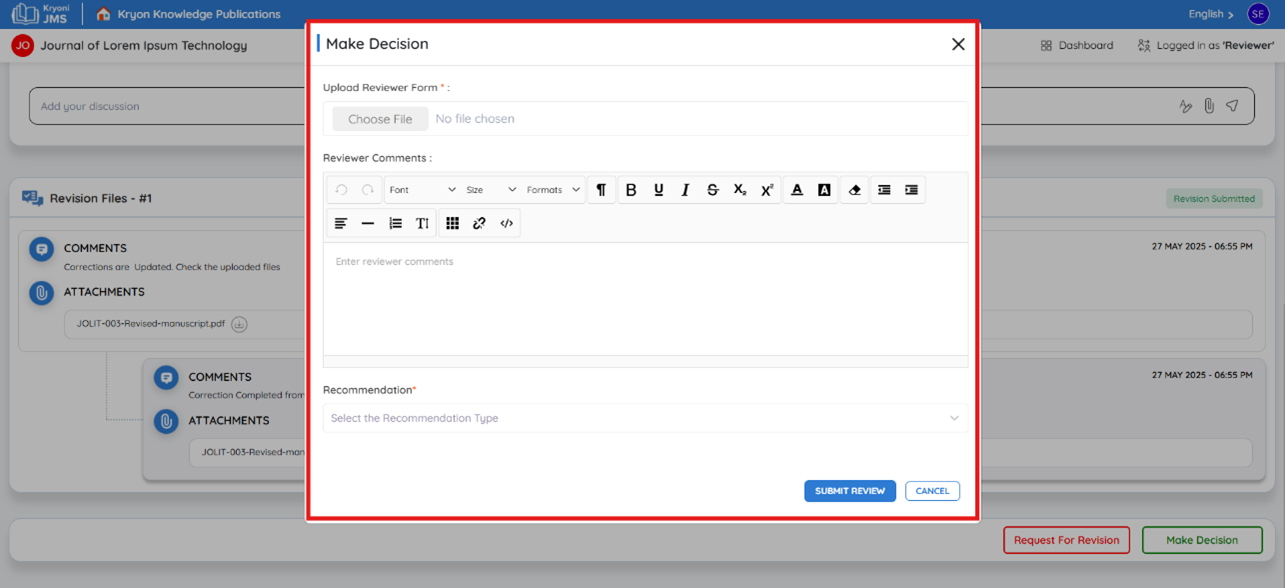 Kryoni
JMS
Kryon Knowledge Publications
English
SE
JO
Journal of Lorem Ipsum Technology
Dashboard
Logged in as 'Reviewer'
Add your discussion
Revision Files - #1
Revision Submitted
COMMENTS
27 MAY 2025 - 06:55 PM
Corrections are Updated. Check the uploaded files
ATTACHMENTS
JOLIT-003-Revised-manuscript.pdf
COMMENTS
27 MAY 2025 - 06:55 PM
Correction Completed from
ATTACHMENTS
JOLIT-003-Revised-man
Make Decision
Upload Reviewer Form * :
Choose File No file chosen
Reviewer Comments :
Font Size Formats
Enter reviewer comments
Recommendation*
Select the Recommendation Type
SUBMIT REVIEW
CANCEL
Request For Revision
Make Decision